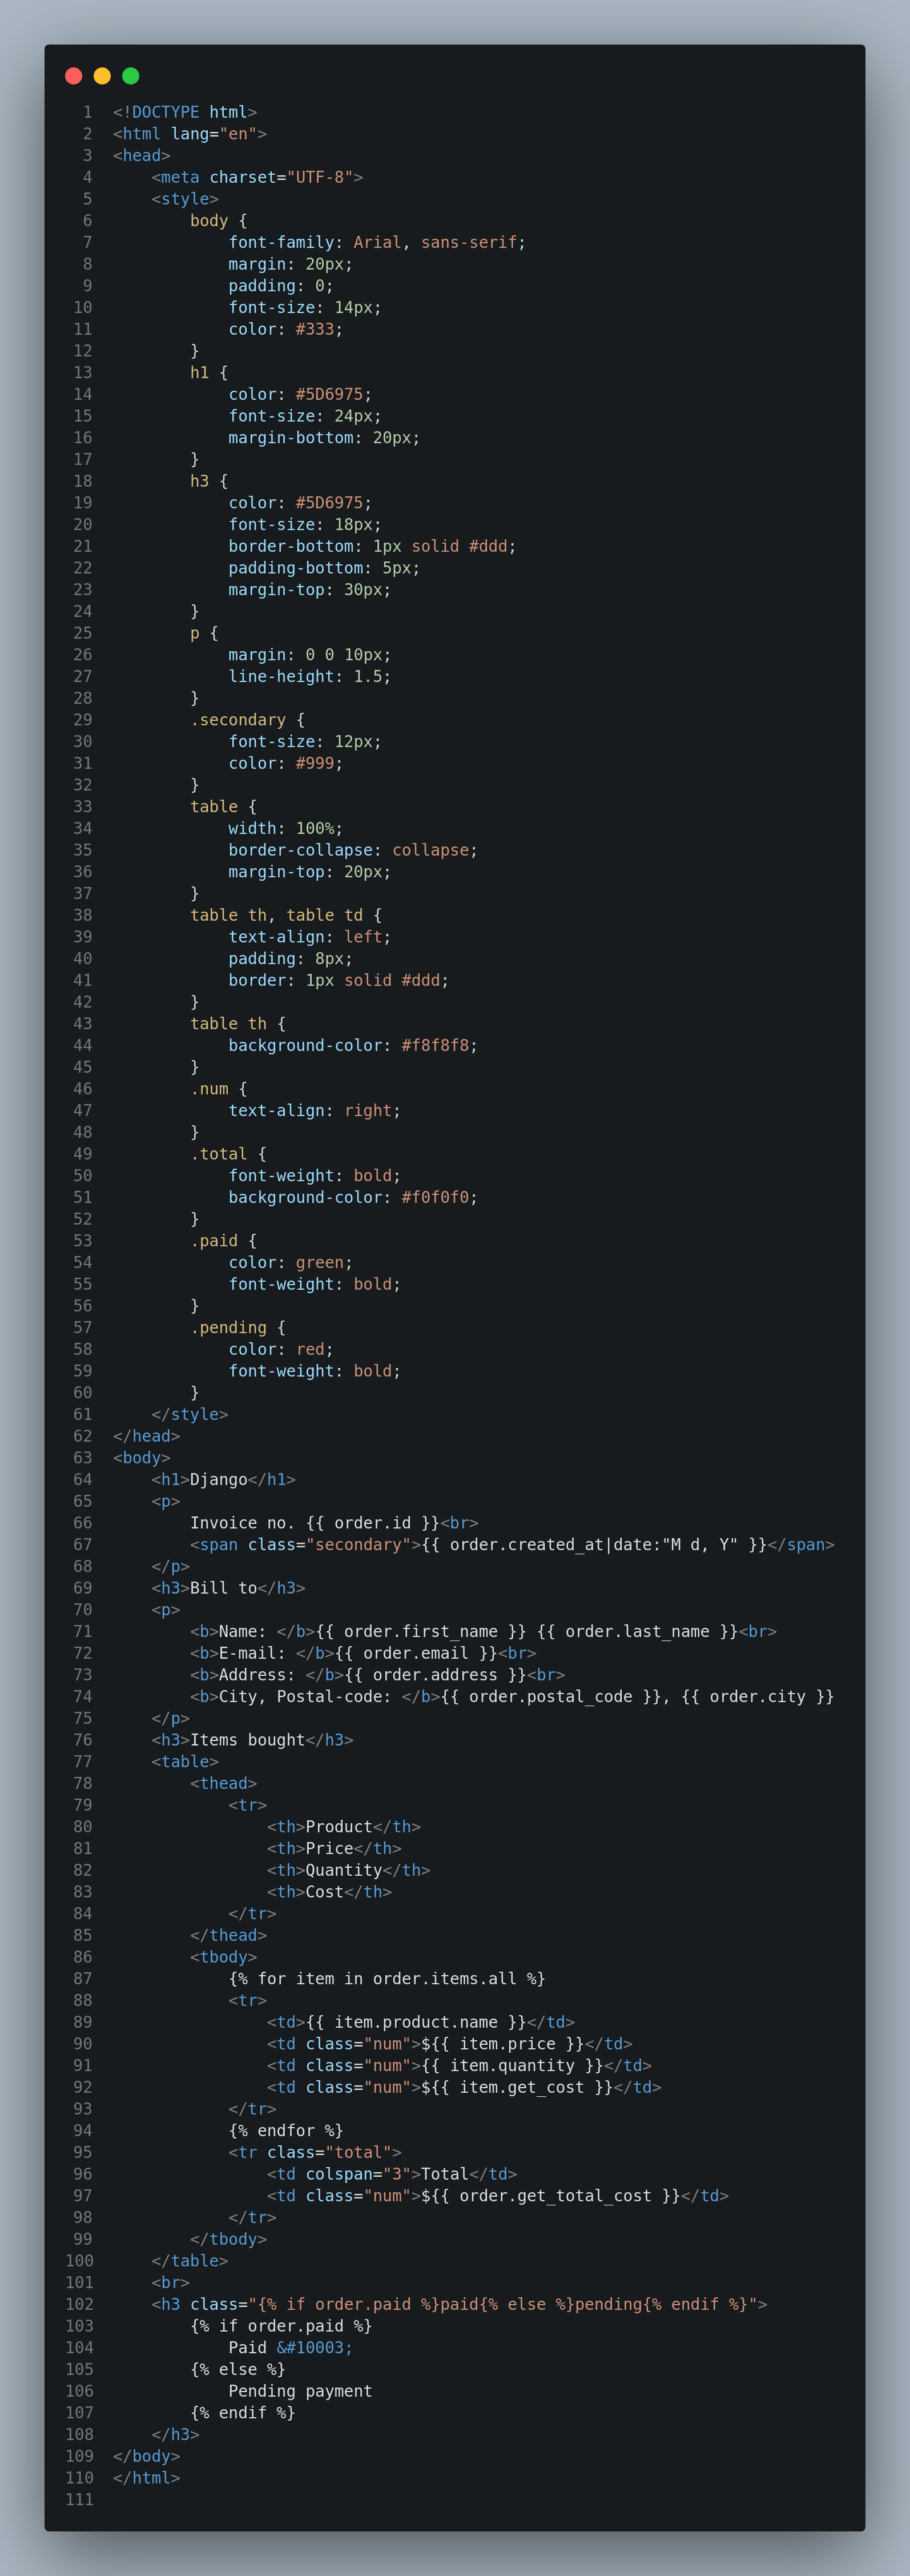 1 <!DOCTYPE html>
2 <html lang="en">
3 <head>
4     <meta charset="UTF-8">
5     <style>
6         body {
7             font-family: Arial, sans-serif;
8             margin: 20px;
9             padding: 0;
10             font-size: 14px;
11             color: #333;
12         }
13         h1 {
14             color: #5D6975;
15             font-size: 24px;
16             margin-bottom: 20px;
17         }
18         h3 {
19             color: #5D6975;
20             font-size: 18px;
21             border-bottom: 1px solid #ddd;
22             padding-bottom: 5px;
23             margin-top: 30px;
24         }
25         p {
26             margin: 0 0 10px;
27             line-height: 1.5;
28         }
29         .secondary {
30             font-size: 12px;
31             color: #999;
32         }
33         table {
34             width: 100%;
35             border-collapse: collapse;
36             margin-top: 20px;
37         }
38         table th, table td {
39             text-align: left;
40             padding: 8px;
41             border: 1px solid #ddd;
42         }
43         table th {
44             background-color: #f8f8f8;
45         }
46         .num {
47             text-align: right;
48         }
49         .total {
50             font-weight: bold;
51             background-color: #f0f0f0;
52         }
53         .paid {
54             color: green;
55             font-weight: bold;
56         }
57         .pending {
58             color: red;
59             font-weight: bold;
60         }
61     </style>
62 </head>
63 <body>
64     <h1>Django</h1>
65     <p>
66         Invoice no. {{ order.id }}<br>
67         <span class="secondary">{{ order.created_at|date:"M d, Y" }}</span>
68     </p>
69     <h3>Bill to</h3>
70     <p>
71         <b>Name: </b>{{ order.first_name }} {{ order.last_name }}<br>
72         <b>E-mail: </b>{{ order.email }}<br>
73         <b>Address: </b>{{ order.address }}<br>
74         <b>City, Postal-code: </b>{{ order.postal_code }}, {{ order.city }}
75     </p>
76     <h3>Items bought</h3>
77     <table>
78         <thead>
79             <tr>
80                 <th>Product</th>
81                 <th>Price</th>
82                 <th>Quantity</th>
83                 <th>Cost</th>
84             </tr>
85         </thead>
86         <tbody>
87             {% for item in order.items.all %}
88             <tr>
89                 <td>{{ item.product.name }}</td>
90                 <td class="num">${{ item.price }}</td>
91                 <td class="num">{{ item.quantity }}</td>
92                 <td class="num">${{ item.get_cost }}</td>
93             </tr>
94             {% endfor %}
95             <tr class="total">
96                 <td colspan="3">Total</td>
97                 <td class="num">${{ order.get_total_cost }}</td>
98             </tr>
99         </tbody>
100     </table>
101     <br>
102     <h3 class="{% if order.paid %}paid{% else %}pending{% endif %}">
103         {% if order.paid %}
104             Paid &#10003;
105         {% else %}
106             Pending payment
107         {% endif %}
108     </h3>
109 </body>
110 </html>
111